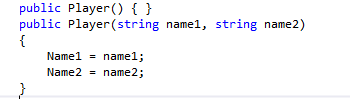 public Player() { }
public Player(string name1, string name2)
{
    Name1 = name1;
    Name2 = name2;
}